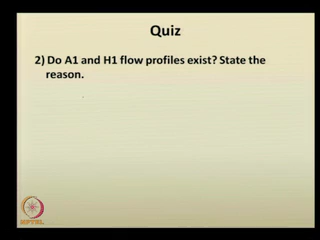 Quiz
2) Do A1 and H1 flow profiles exist? State the
reason.
NPTEL